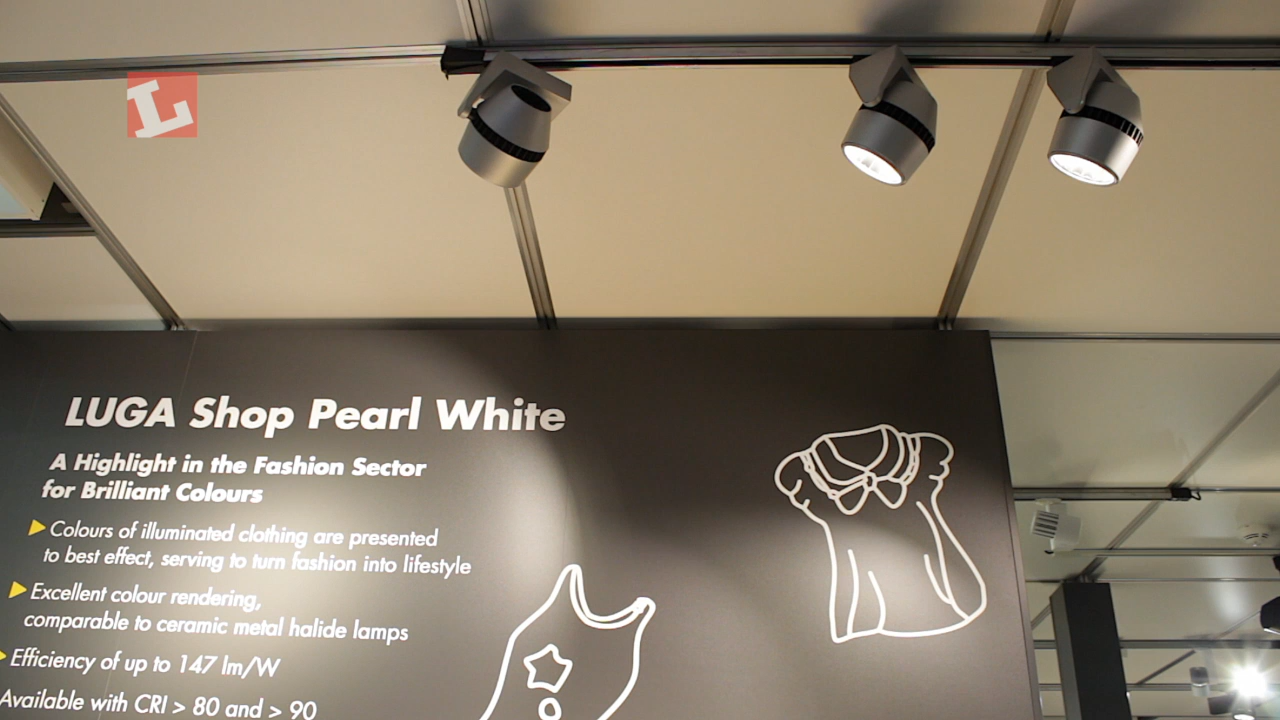 L
LUGA Shop Pearl White
A Highlight in the Fashion Sector
for Brilliant Colours
Colours of illuminated clothing are presented
to best effect, serving to turn fashion into lifestyle
Excellent colour rendering,
comparable to ceramic metal halide lamps
Efficiency of up to 147 lm/W
Available with CRI > 80 and > 90